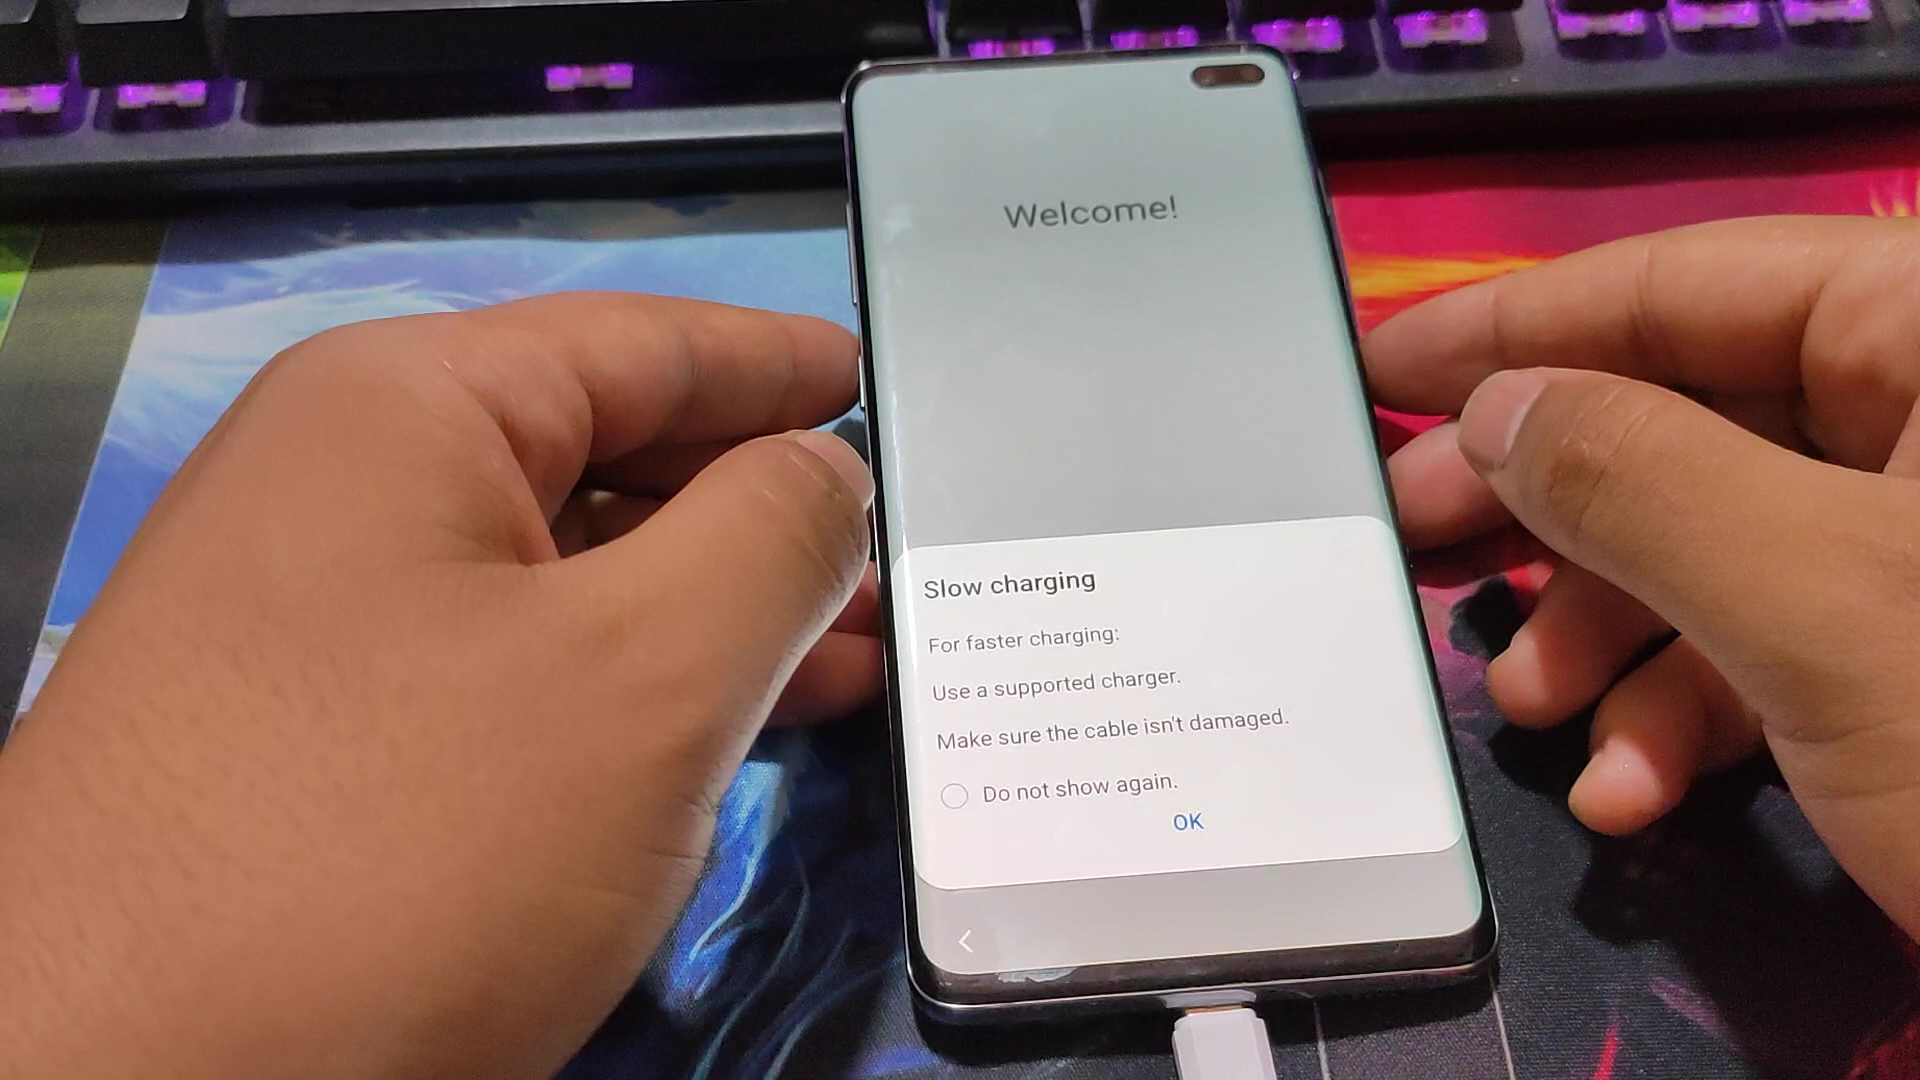 Welcome!
Slow charging
For faster charging:
Use a supported charger.
Make sure the cable isn't damaged.
Do not show again.
OK